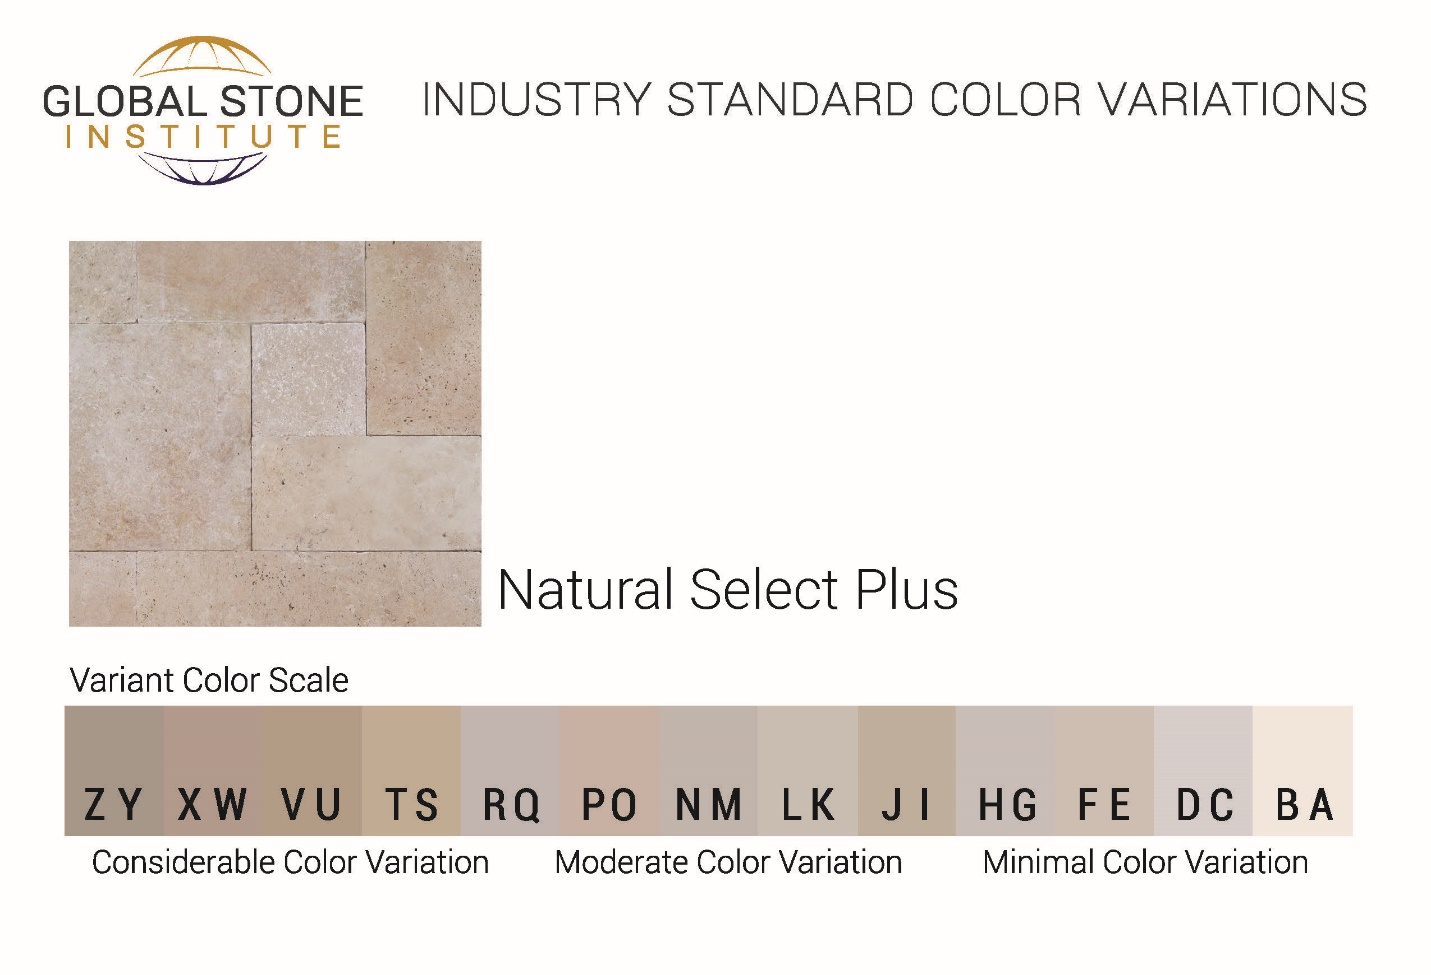 GLOBAL STONE
INSTITUTE
INDUSTRY STANDARD COLOR VARIATIONS
Natural Select Plus
Variant Color Scale
ZY XW VU TS RQ PO NM LK JI HG FE DC BA
Considerable Color Variation Moderate Color Variation Minimal Color Variation